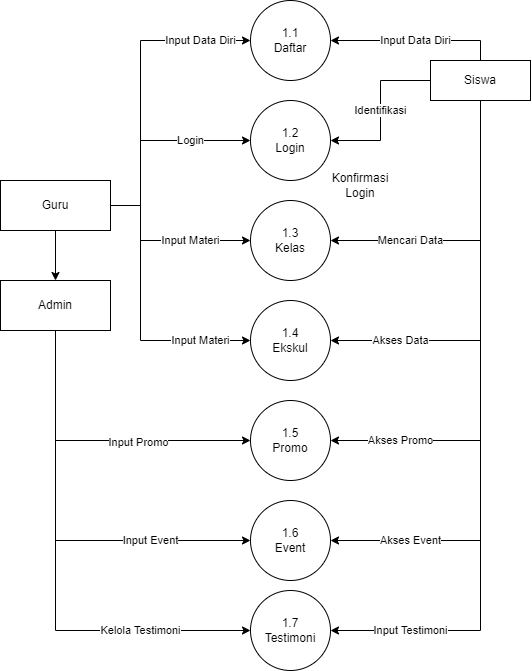 1.1
Daftar
Input Data Diri
Input Data Diri
Siswa
Identifikasi
1.2
Login
Login
Konfirmasi
Login
Guru
1.3
Kelas
Input Materi
Mencari Data
Admin
1.4
Ekskul
Input Materi
Akses Data
1.5
Promo
Input Promo
Akses Promo
1.6
Event
Input Event
Akses Event
1.7
Testimoni
Kelola Testimoni
Input Testimoni